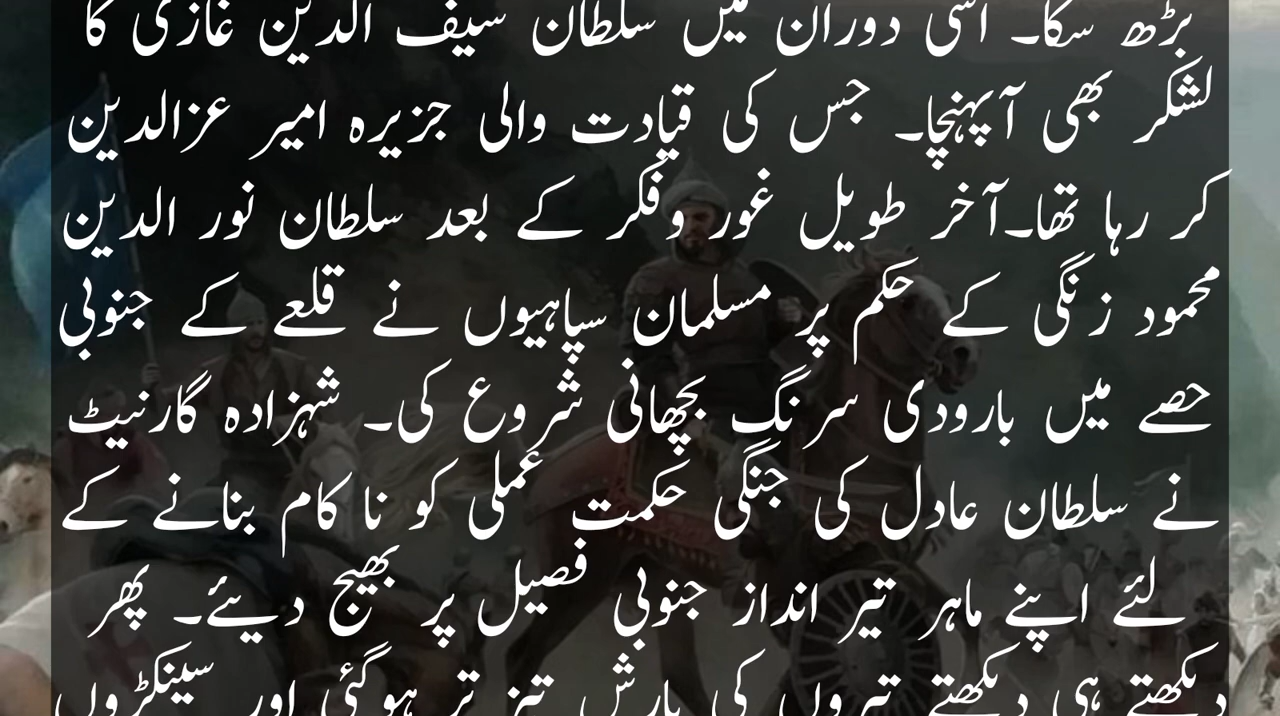 بڑھ سکا۔ اسی دوران میں سلطان سیف الدین غازی کا
لشکر بھی آپہنچا۔ جس کی قیادت والی جزیرہ امیر عزالدین
کر رہا تھا۔آخر طویل غور وفکر کے بعد سلطان نور الدین
محمود زنگی کے حکم پر مسلمان سپاہیوں نے قلعے کے جنوبی
حصے میں بارودی سرنگ بچھانی شروع کی۔ شہزادہ گارنیٹ
نے سلطان عادل کی جنگی حکمت عملی کو نا کام بنانے کے
لئے اپنے ماہر تیر انداز جنوبی فصیل پر بھیج دیئے۔ پھر
دیکھتے ہی دیکھتے تیروں کی بارش تیز تر ہوگئی اور سینکڑوں